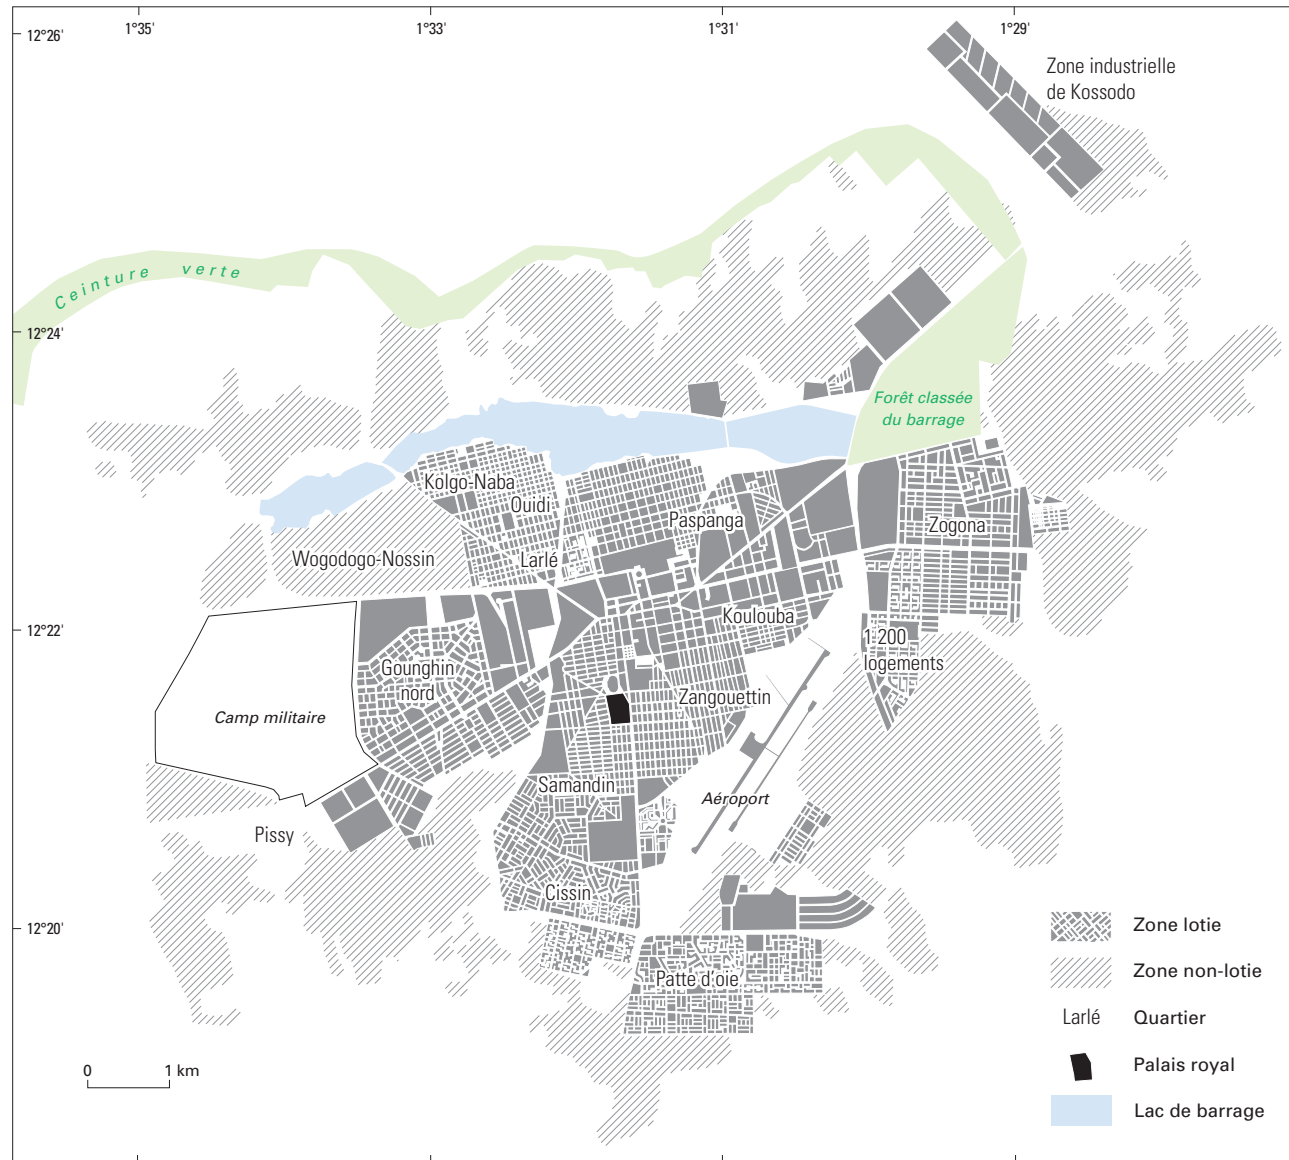 1°35'
1°33'
1°31'
1°29'
12°26'
Zone industrielle
de Kossodo
Ceinture verte
12°24'
Forêt classée
du barrage
Kolgo-Naba
Ouidi
Paspanga
Zogona
Wogodogo-Nossin
Larlé
12°22'
Koulouba
1 200
logements
Gounghin
nord
Zangouettin
Camp militaire
Samandin
Aéroport
Pissy
Cissin
12°20'
Patte d'oie
Zone lotie
Zone non-lotie
Larlé
Quartier
Palais royal
Lac de barrage
0
1 km